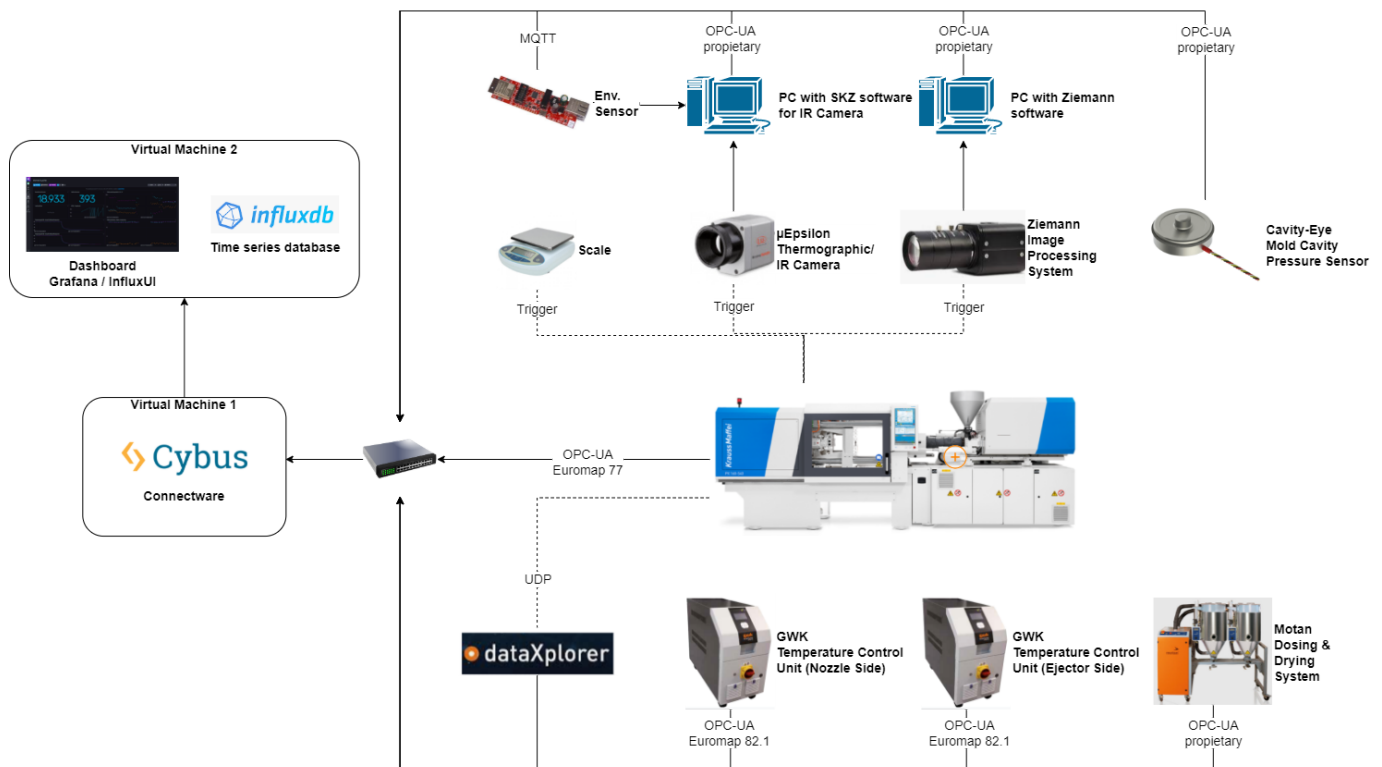 MQTT
OPC-UA
propietary
OPC-UA
propietary
OPC-UA
propietary
Env.
Sensor
PC with SKZ software
for IR Camera
PC with Ziemann
software
Virtual Machine 2
18.933
393
influxdb
Time series database
Dashboard
Grafana / InfluxUI
Scale
µEpsilon
Thermographic/
IR Camera
Ziemann
Image
Processing
System
Cavity-Eye
Mold Cavity
Pressure Sensor
Trigger
Trigger
Trigger
Virtual Machine 1
Cybus
Connectware
OPC-UA
Euromap 77
KraussMaffei
UDP
dataXplorer
GWK
Temperature Control
Unit (Nozzle Side)
GWK
Temperature Control
Unit (Ejector Side)
Motan
Dosing &
Drying
System
OPC-UA
Euromap 82.1
OPC-UA
Euromap 82.1
OPC-UA
propietary